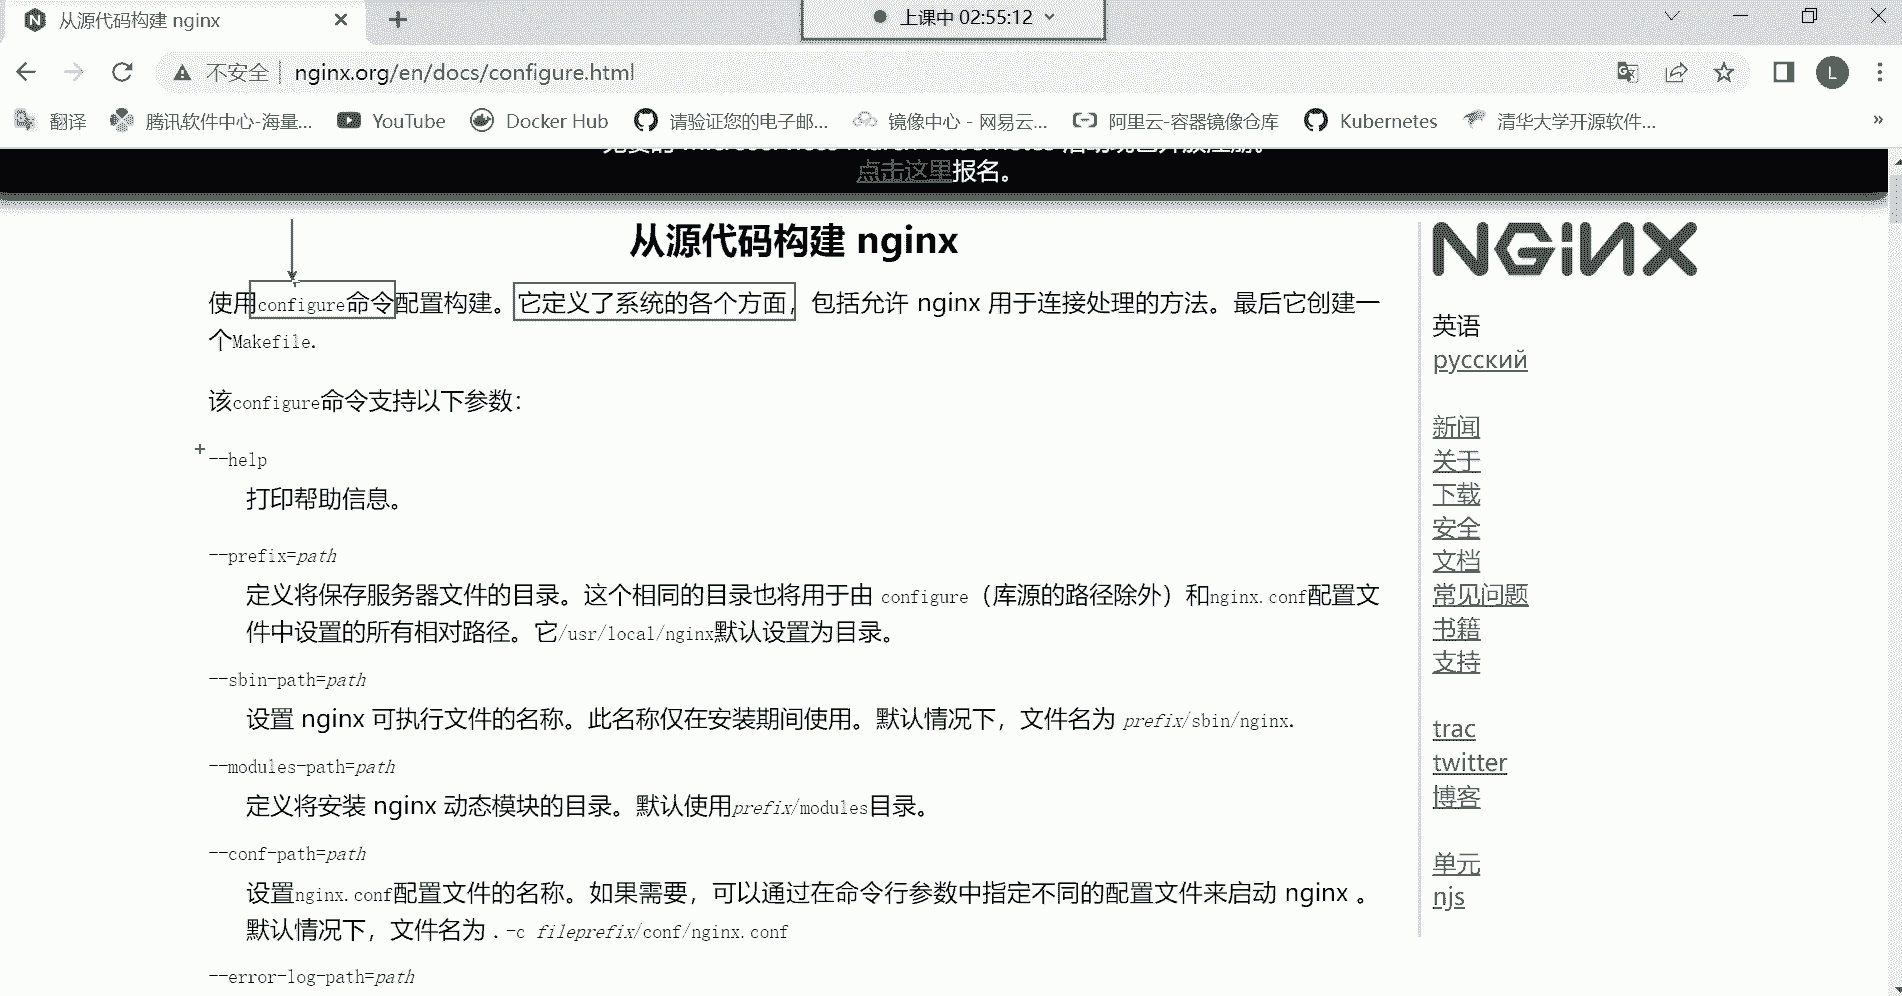 从源代码构建 nginx
上课中 02:55:12
不安全 nginx.org/en/docs/configure.html
L
翻译 腾讯软件中心-海量... YouTube Docker Hub 请验证您的电子邮... 镜像中心 - 网易云... 阿里云-容器镜像仓库 Kubernetes 清华大学开源软件... »
点击这里报名。
从源代码构建 nginx
使用configure命令配置构建。它定义了系统的各个方面，包括允许 nginx 用于连接处理的方法。最后它创建一
个Makefile.
该configure命令支持以下参数：
--help
打印帮助信息。
--prefix=path
定义将保存服务器文件的目录。这个相同的目录也将用于由 configure（库源的路径除外）和nginx.conf配置文
件中设置的所有相对路径。它/usr/local/nginx默认设置为目录。
--sbin-path=path
设置 nginx 可执行文件的名称。此名称仅在安装期间使用。默认情况下，文件名为 prefix/sbin/nginx.
--modules-path=path
定义将安装 nginx 动态模块的目录。默认使用prefix/modules目录。
--conf-path=path
设置nginx.conf配置文件的名称。如果需要，可以通过在命令行参数中指定不同的配置文件来启动 nginx 。
默认情况下，文件名为 . -c fileprefix/conf/nginx.conf
--error-log-path=path
NGINX
英语
русский
新闻
关于
下载
安全
文档
常见问题
书籍
支持
trac
twitter
博客
单元
njs